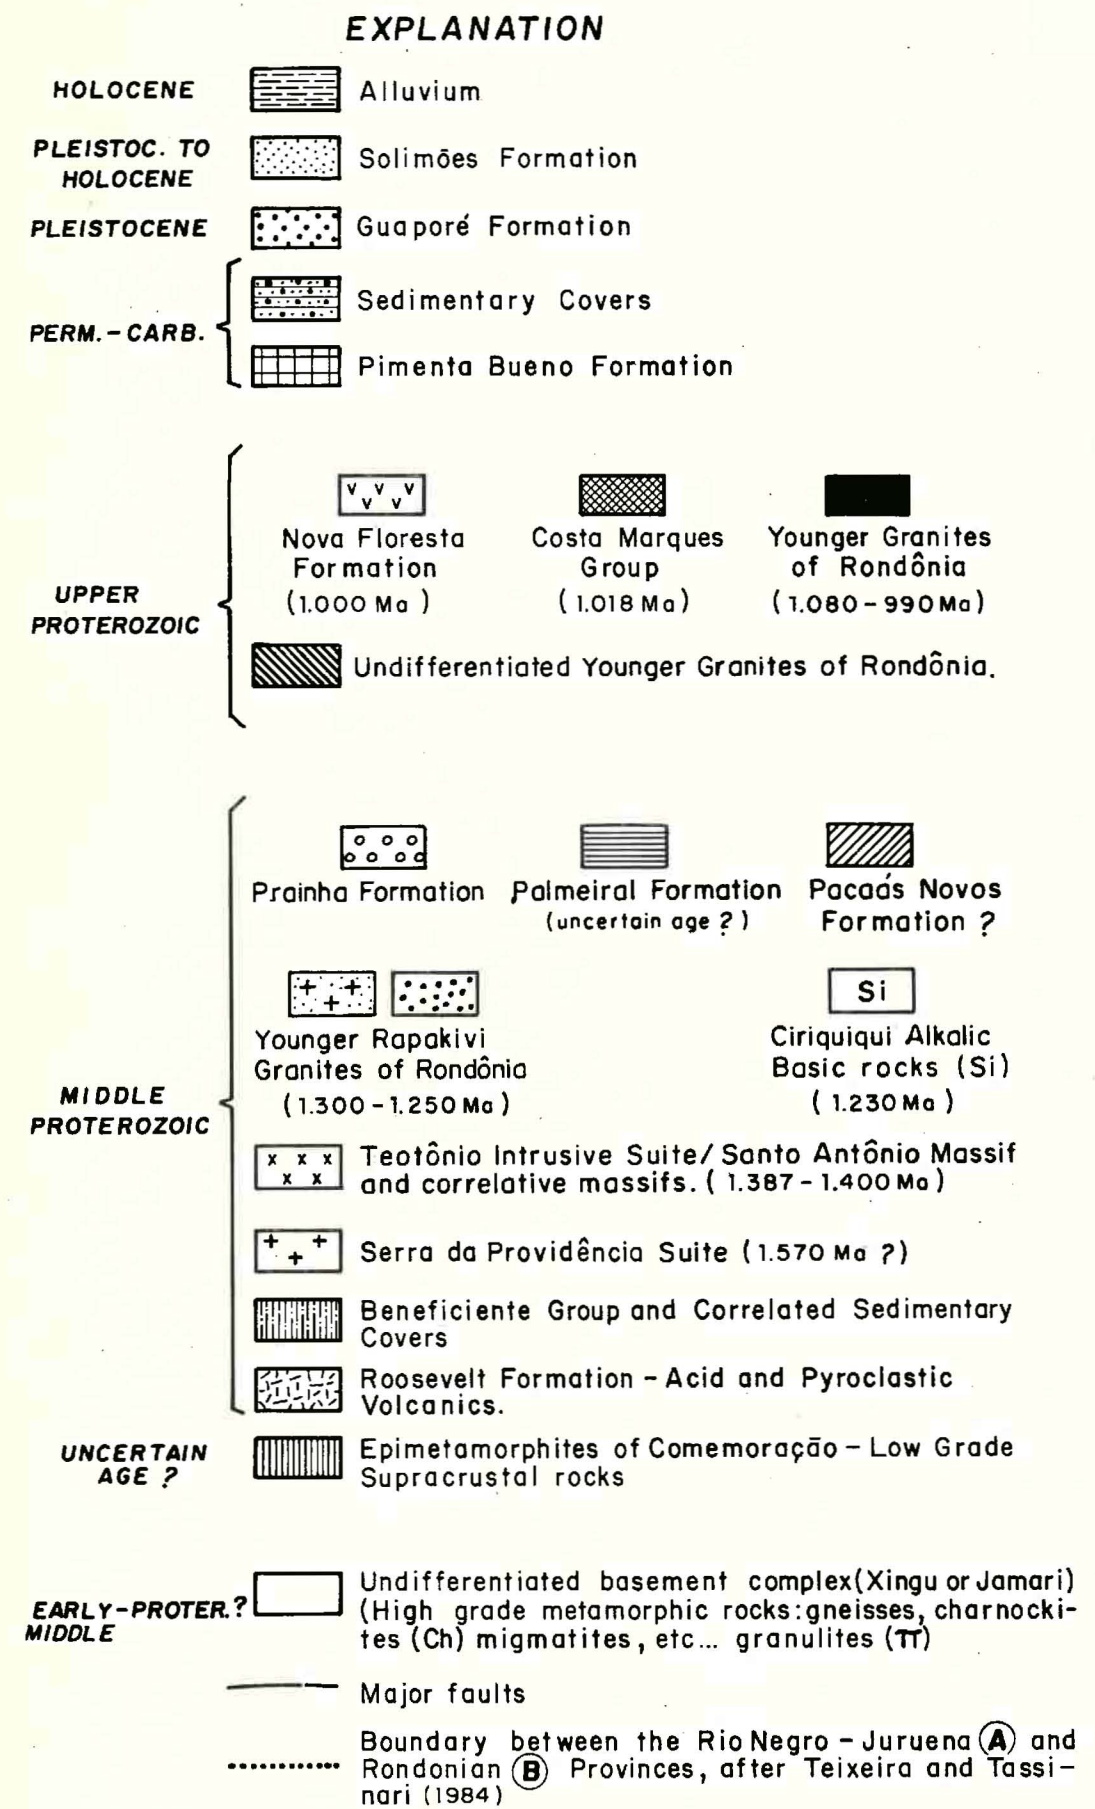 EXPLANATION
HOLOCENE
Alluvium
PLEISTOC. TO
HOLOCENE
Solimões Formation
PLEISTOCENE
Guaporé Formation
PERM.-CARB.
Sedimentary Covers
Pimenta Bueno Formation
UPPER
PROTEROZOIC
v v v
v v
Nova Floresta
Formation
(1.000 Ma )
Costa Marques
Group
( 1.018 Ma)
Younger Granites
of Rondônia
(1.080-990 Ma)
Undifferentiated Younger Granites of Rondônia.
MIDDLE
PROTEROZOIC
Prainha Formation
Palmeiral Formation
(uncertain age ? )
Pacaás Novos
Formation ?
Younger Rapakivi
Granites of Rondônia
(1.300-1.250 Ma )
Si
Ciriquiqui Alkalic
Basic rocks (Si)
( 1.230 Ma )
x x x
x x
Teotônio Intrusive Suite/ Santo Antônio Massif
and correlative massifs. ( 1.387-1.400 Ma )
+ + +
Serra da Providência Suite (1.570 Ma ?)
Beneficiente Group and Correlated Sedimentary
Covers
Roosevelt Formation - Acid and Pyroclastic
Volcanics.
UNCERTAIN
AGE ?
Epimetamorphites of Comemoração - Low Grade
Supracrustal rocks
EARLY-PROTER.?
MIDDLE
Undifferentiated basement complex(Xingu or Jamari)
(High grade metamorphic rocks:gneisses, charnocki-
tes (Ch) migmatites, etc... granulites (π)
Major faults
Boundary between the Rio Negro - Juruena (A) and
Rondonian (B) Provinces, after Teixeira and Tassi-
nari (1984)